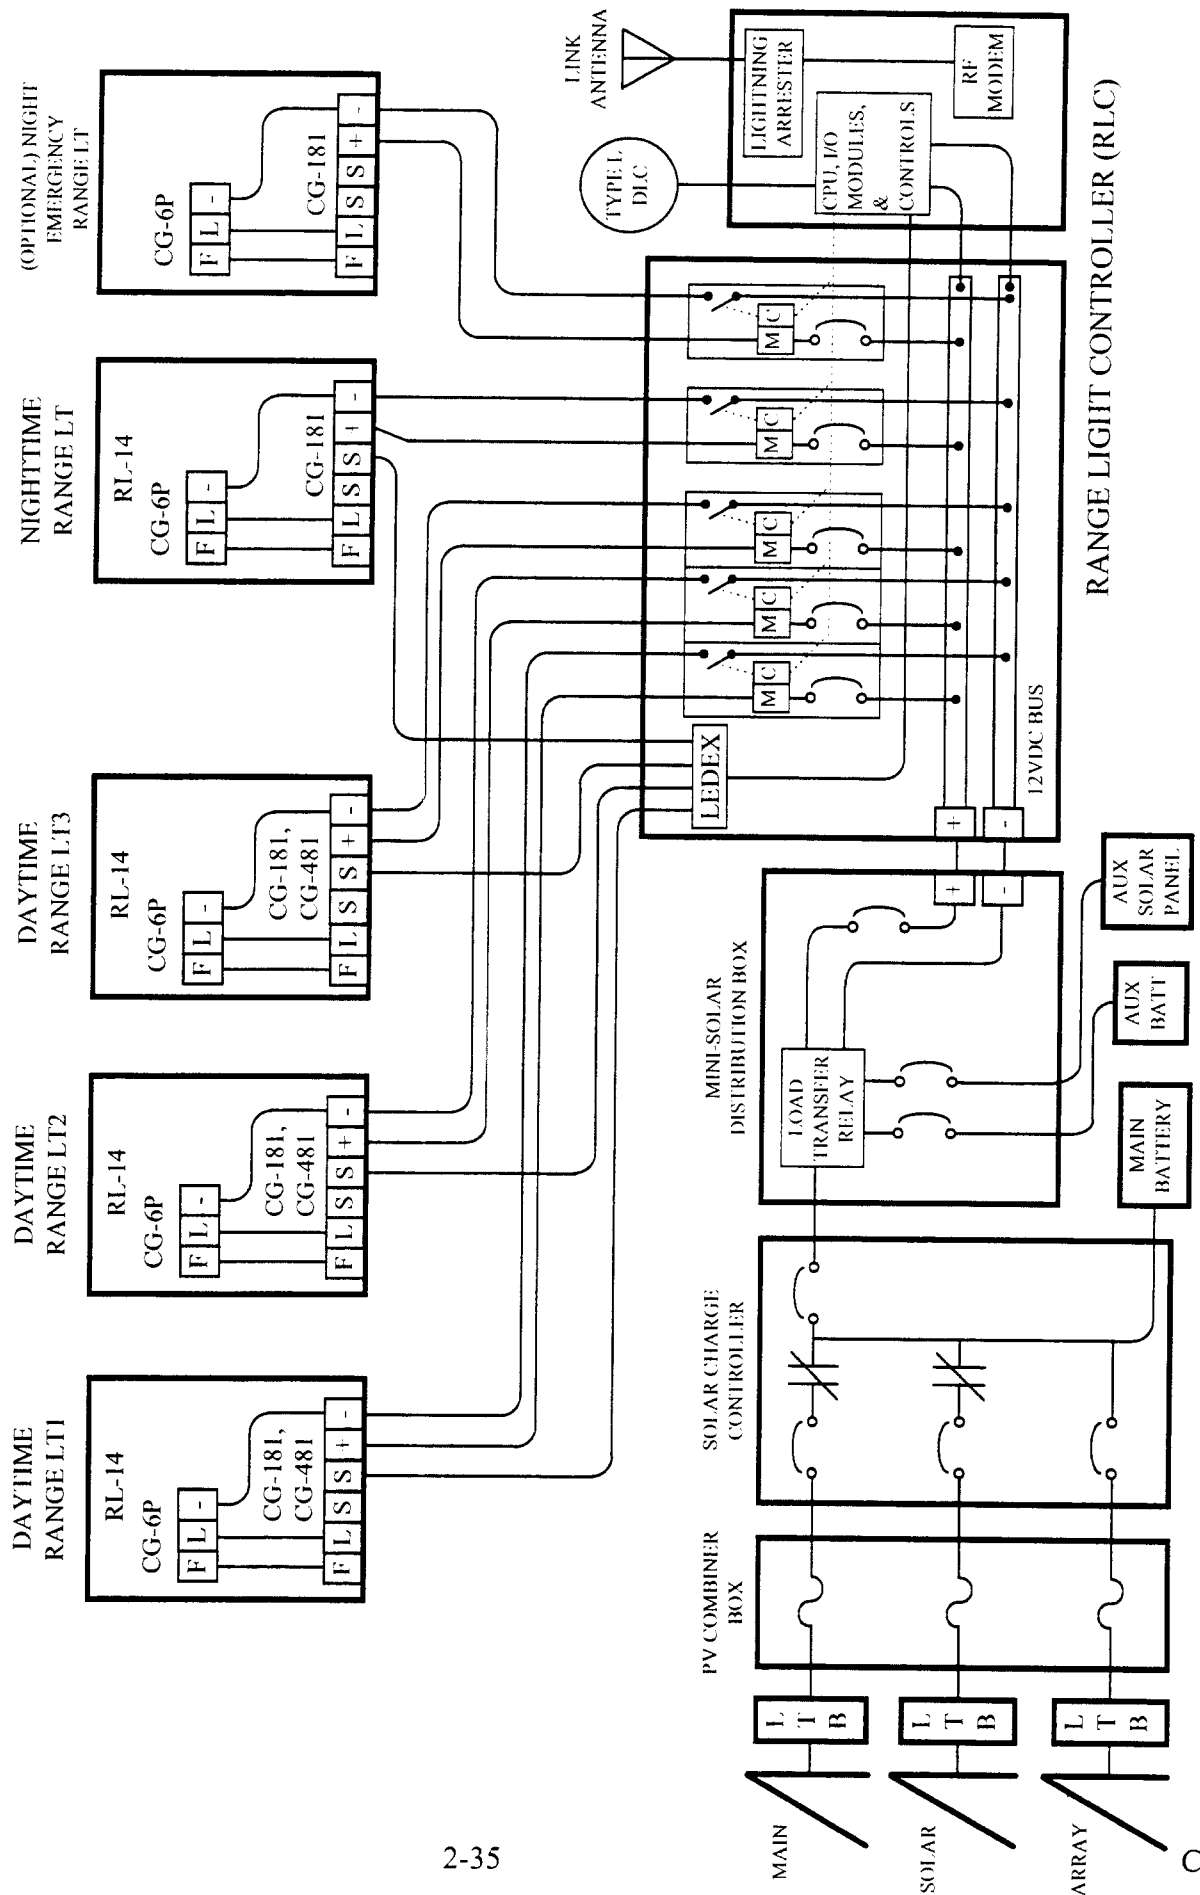 DAYTIME
RANGE LT1
RL-14
CG-6P
F L -
CG-181,
CG-481
F L S S + -
DAYTIME
RANGE LT2
RL-14
CG-6P
F L -
CG-181,
CG-481
F L S S + -
DAYTIME
RANGE LT3
RL-14
CG-6P
F L -
CG-181,
CG-481
F L S S + -
NIGHTTIME
RANGE LT
RL-14
CG-6P
F L -
CG-181
F L S S + -
(OPTIONAL) NIGHT
EMERGENCY
RANGE LT
CG-6P
F L -
CG-181
F L S S + -
LINK
ANTENNA
TYPE I
DLC
LIGHTNING
ARRESTER
RF
MODEM
CPU, I/O
MODULES,
&
CONTROLS
LEDEX
M C
M C
M C
M C
M C
+
-
12VDC BUS
RANGE LIGHT CONTROLLER (RLC)
MINI-SOLAR
DISTRIBUTION BOX
LOAD
TRANSFER
RELAY
+
-
MAIN
BATTERY
AUX
BATT
AUX
SOLAR
PANEL
SOLAR CHARGE
CONTROLLER
PV COMBINER
BOX
L
T
B
L
T
B
L
T
B
MAIN
SOLAR
ARRAY
2-35